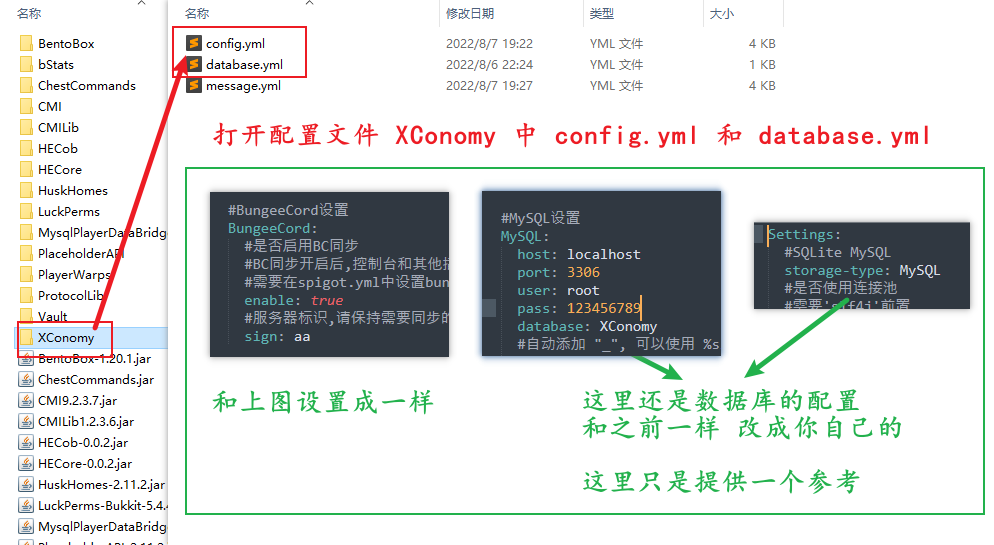 名称
BentoBox
bStats
ChestCommands
CMI
CMILib
HECob
HECore
HuskHomes
LuckPerms
MysqlPlayerDataBridg
PlaceholderAPI
PlayerWarps
ProtocolLib
Vault
XConomy
BentoBox-1.20.1.jar
ChestCommands.jar
CMI9.2.3.7.jar
CMILib1.2.3.6.jar
HECob-0.0.2.jar
HECore-0.0.2.jar
HuskHomes-2.11.2.jar
LuckPerms-Bukkit-5.4.4
MysqlPlayerDataBridg
名称 修改日期 类型 大小
config.yml 2022/8/7 19:22 YML 文件 4 KB
database.yml 2022/8/6 22:24 YML 文件 1 KB
message.yml 2022/8/7 19:27 YML 文件 4 KB
打开配置文件 XConomy 中 config.yml 和 database.yml
#BungeeCord设置
BungeeCord:
#是否启用BC同步
#BC同步开启后,控制台和其他插
#需要在spigot.yml中设置bun
enable: true
#服务器标识,请保持需要同步的
sign: aa
和上图设置成一样
#MySQL设置
MySQL:
host: localhost
port: 3306
user: root
pass: 123456789
database: XConomy
#自动添加 "_", 可以使用 %s
Settings:
#SQLite MySQL
storage-type: MySQL
#是否使用连接池
#需要'slf4j'前置
这里还是数据库的配置
和之前一样 改成你自己的
这里只是提供一个参考